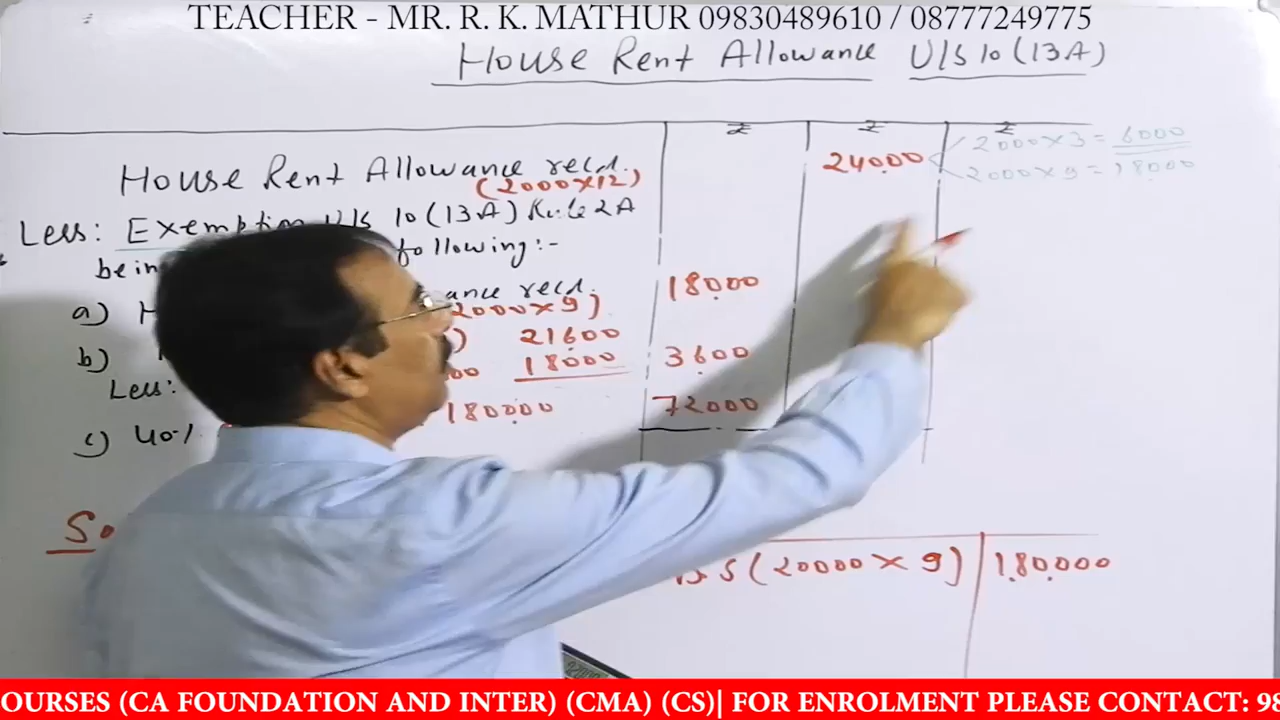 TEACHER - MR. R. K. MATHUR 09830489610 / 08777249775
House Rent Allowance U/S 10(13A)
₹ ₹ ₹
House Rent Allowance recd. 24000 2000×3 = 6000
(2000×12) 2000×9 = 18000
Less: Exemption U/S 10(13A) Rule 2A
following:-
a) recd. 18000
2000×9)
b) 21600
Less: 18000 3600
c) 40% 180000 72000
B.S (20000 × 9) 180000
OURSES (CA FOUNDATION AND INTER) (CMA) (CS)| FOR ENROLMENT PLEASE CONTACT: 98